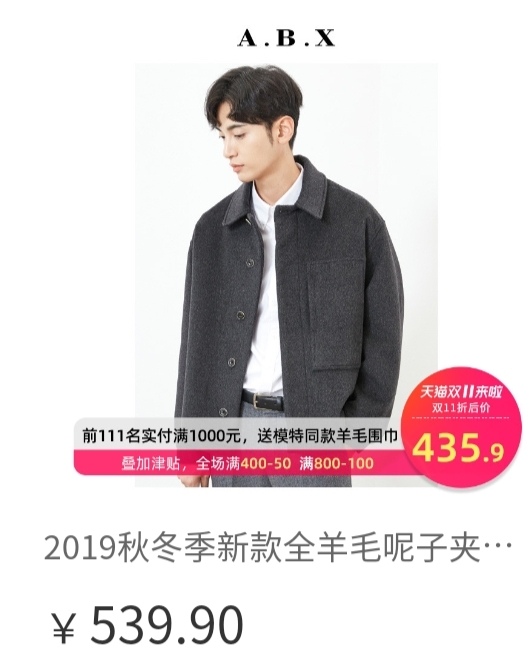 A.B.X
天猫双11来啦
双11折后价
435.9
前111名实付满1000元，送模特同款羊毛围巾
叠加津贴，全场满400-50 满800-100
2019秋冬季新款全羊毛呢子夹…
¥ 539.90